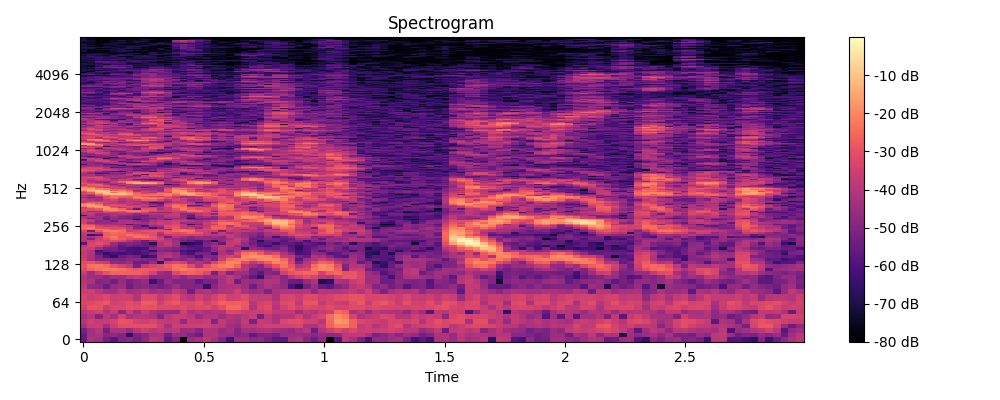 Spectrogram
4096
2048
1024
512
256
128
64
0
Hz
0
0.5
1
1.5
2
2.5
Time
-10 dB
-20 dB
-30 dB
-40 dB
-50 dB
-60 dB
-70 dB
-80 dB